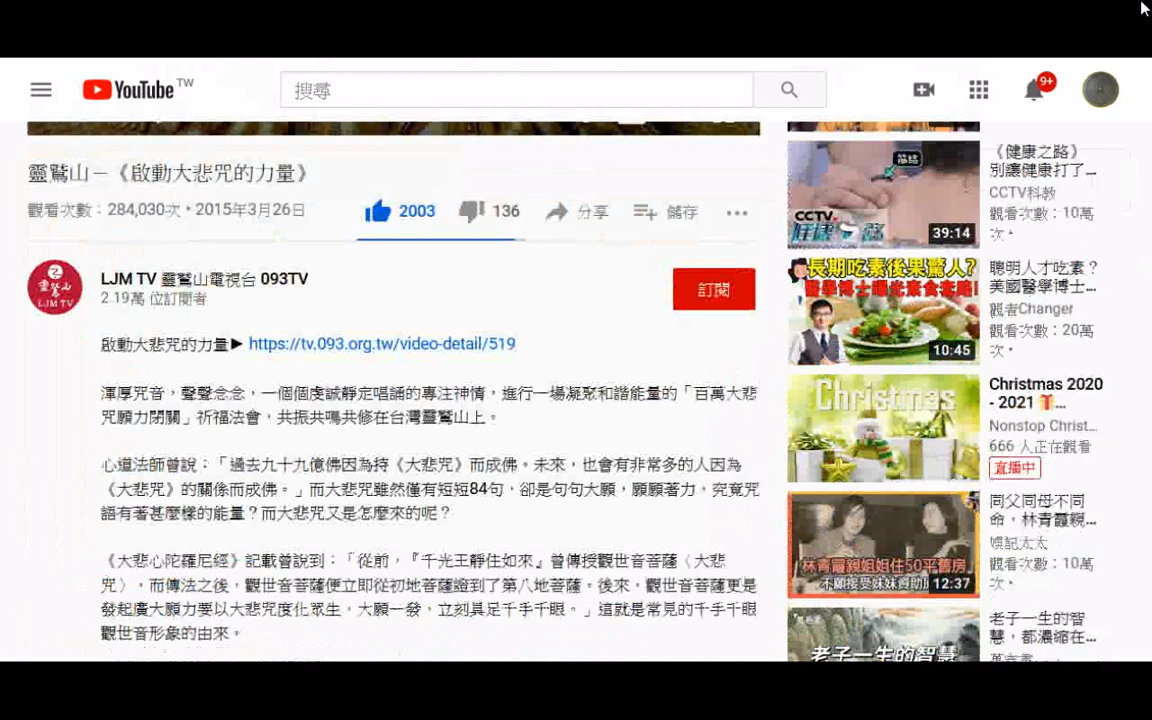 YouTube TW
搜尋
9+
靈鷲山－《啟動大悲咒的力量》
觀看次數：284,030次・2015年3月26日
2003
136
分享
儲存
LJM TV 靈鷲山電視台 093TV
2.19萬 位訂閱者
訂閱
靈鷲山
LJM TV
啟動大悲咒的力量► https://tv.093.org.tw/video-detail/519
渾厚咒音，聲聲念念，一個個虔誠靜定唱誦的專注神情，進行一場凝聚和諧能量的「百萬大悲
咒願力閉關」祈福法會，共振共鳴共修在台灣靈鷲山上。
心道法師曾說：「過去九十九億佛因為持《大悲咒》而成佛。未來，也會有非常多的人因為
《大悲咒》的關係而成佛。」而大悲咒雖然僅有短短84句，卻是句句大願，願願著力，究竟咒
語有著甚麼樣的能量？而大悲咒又是怎麼來的呢？
《大悲心陀羅尼經》記載曾說到：「從前，『千光王靜住如來』曾傳授觀世音菩薩〈大悲
咒〉，而傳法之後，觀世音菩薩便立即從初地菩薩證到了第八地菩薩。後來，觀世音菩薩更是
發起廣大願力要以大悲咒度化眾生，大願一發，立刻具足千手千眼。」這就是常見的千手千眼
觀世音形象的由來。
CCTV
39:14
《健康之路》
別讓健康打了...
CCTV科教
觀看次數：10萬
次・
長期吃素後果驚人？
10:45
聰明人才吃素？
美國醫學博士...
觀者Changer
觀看次數：20萬
次・
Christmas
Christmas 2020
- 2021 ...
Nonstop Christ...
666 人正在觀看
直播中
林青霞親姐姐住50平舊房
不願接受妹妹資助
12:37
同父同母不同
命，林青霞親...
娛記太太
觀看次數：10萬
次・
老子一生的智慧
老子一生的智
慧，都濃縮在...